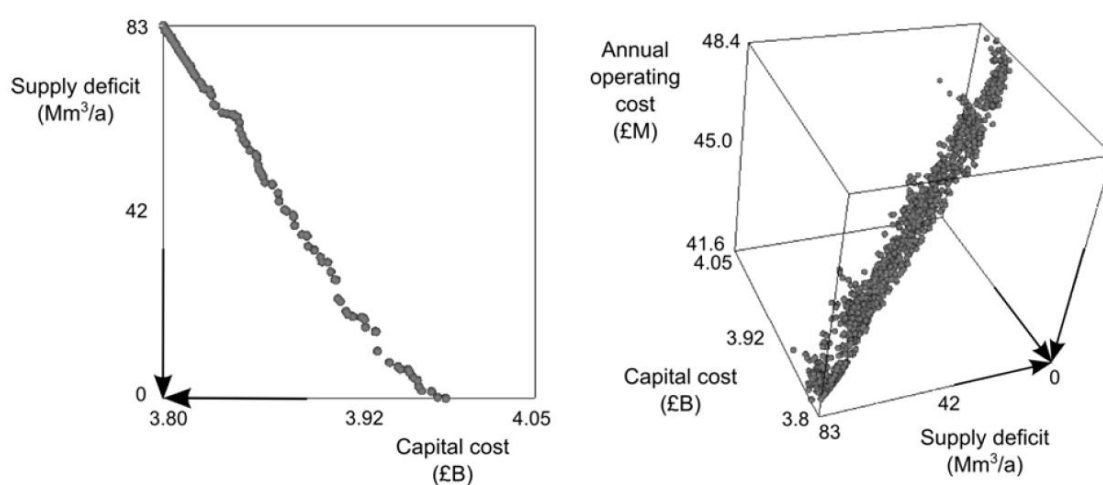 83
Supply deficit
(Mm³/a)
42
0
3.80
3.92
4.05
Capital cost
(£B)
48.4
Annual
operating
cost
(£M)
45.0
41.6
4.05
3.92
Capital cost
(£B)
3.8
83
42
0
Supply deficit
(Mm³/a)